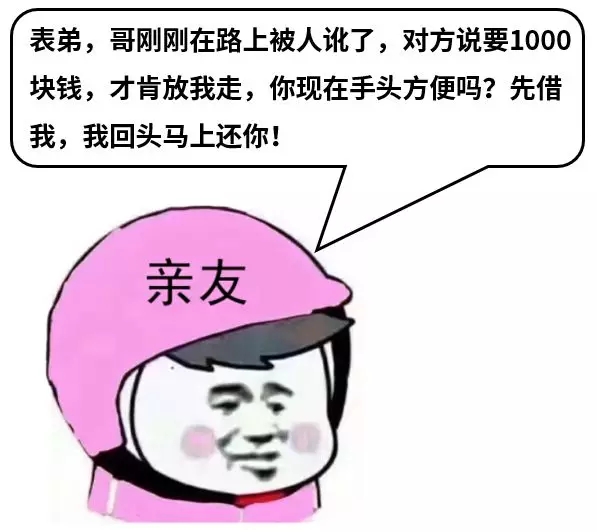 表弟，哥刚刚在路上被人讹了，对方说要1000
块钱，才肯放我走，你现在手头方便吗？先借
我，我回头马上还你！
亲友